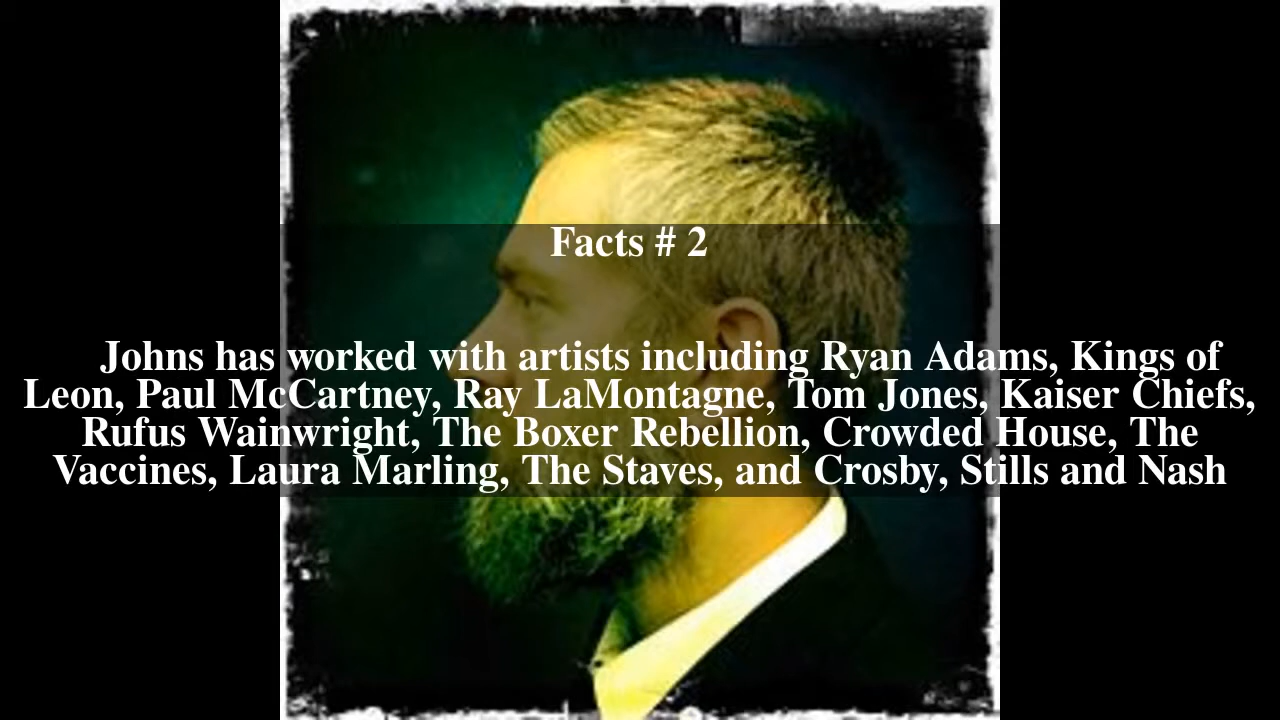 Facts # 2
Johns has worked with artists including Ryan Adams, Kings of
Leon, Paul McCartney, Ray LaMontagne, Tom Jones, Kaiser Chiefs,
Rufus Wainwright, The Boxer Rebellion, Crowded House, The
Vaccines, Laura Marling, The Staves, and Crosby, Stills and Nash